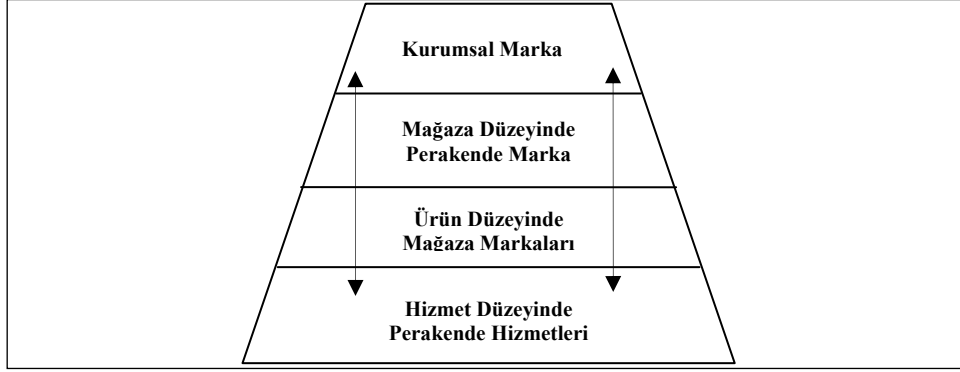 Kurumsal Marka
Mağaza Düzeyinde
Perakende Marka
Ürün Düzeyinde
Mağaza Markaları
Hizmet Düzeyinde
Perakende Hizmetleri